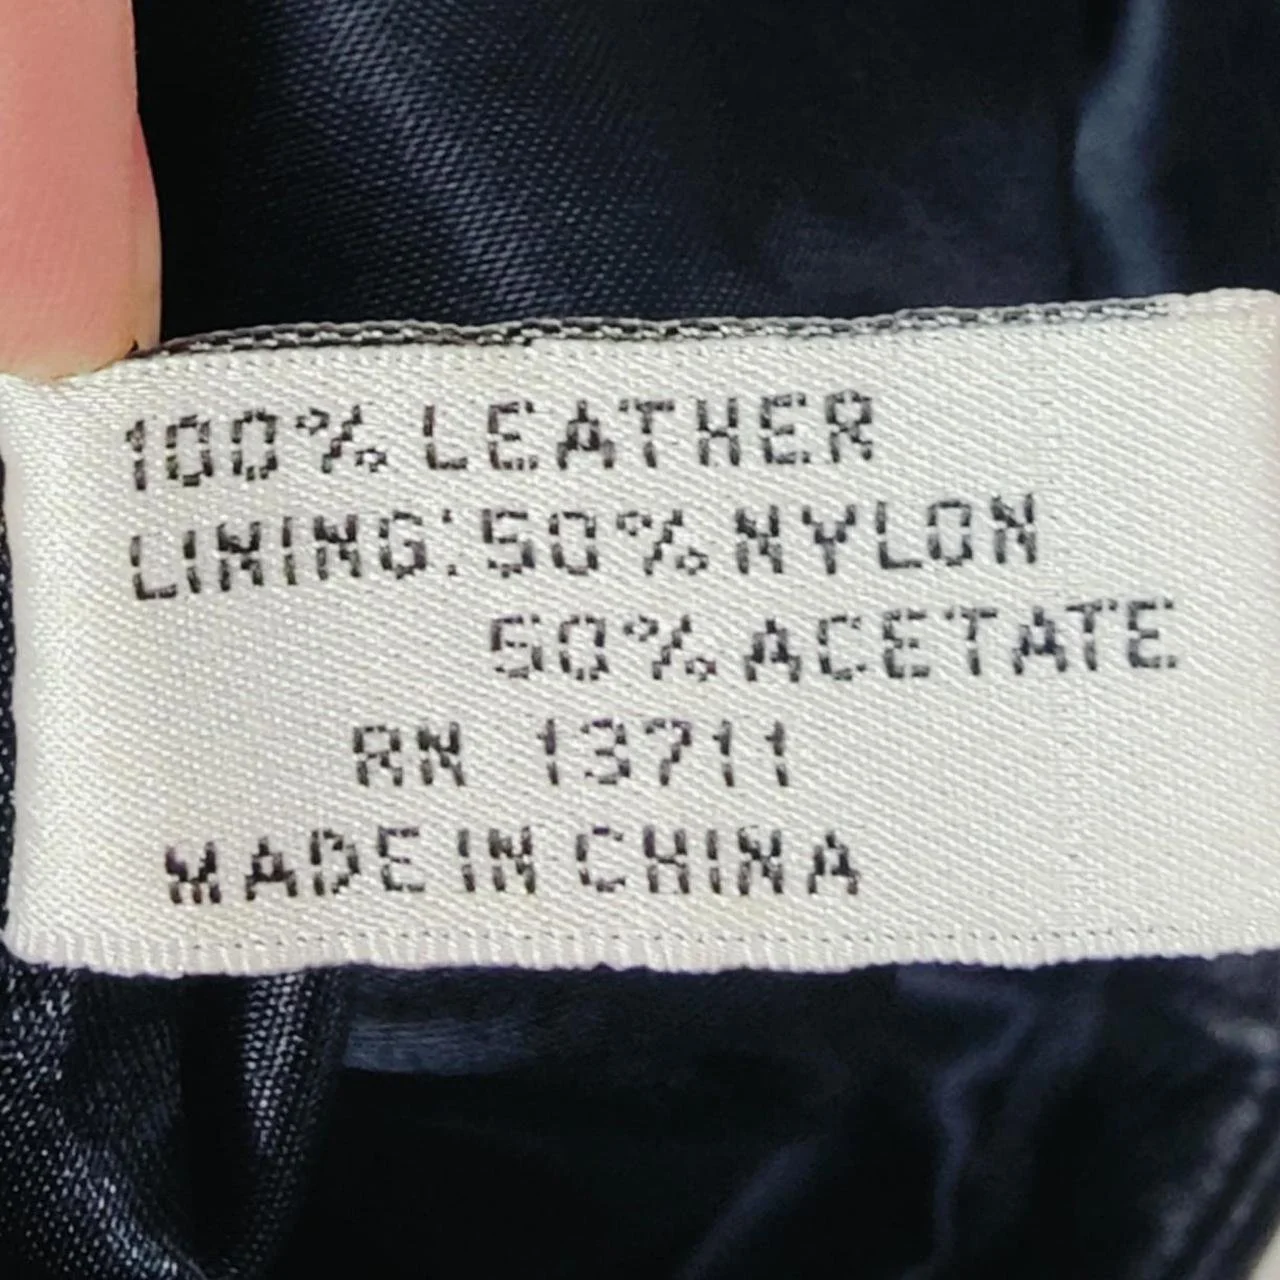 100% LEATHER
LINING: 50% NYLON
50% ACETATE
RN 13711
MADE IN CHINA